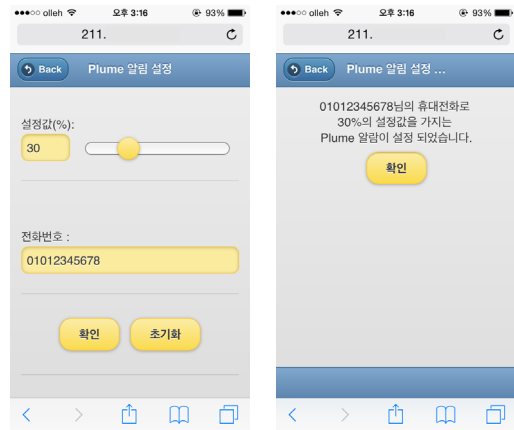 olleh 오후 3:16 93%
211.
Back Plume 알림 설정
설정값(%):
30
전화번호 :
01012345678
확인 초기화
olleh 오후 3:16 93%
211.
Back Plume 알림 설정 ...
01012345678님의 휴대전화로
30%의 설정값을 가지는
Plume 알람이 설정 되었습니다.
확인